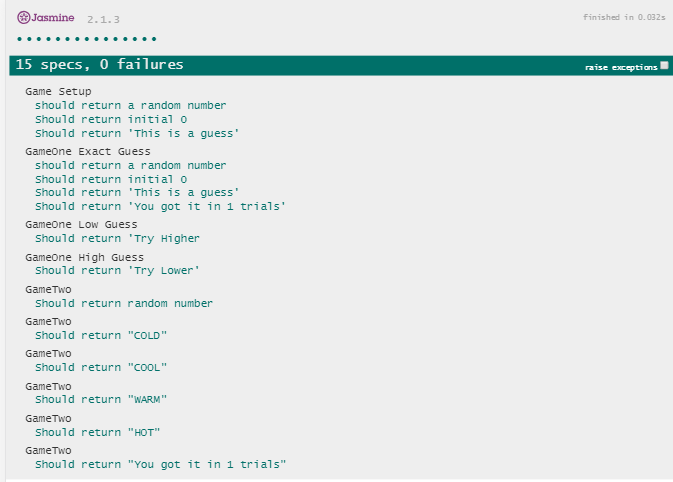 Jasmine 2.1.3 finished in 0.032s
15 specs, 0 failures raise exceptions
Game Setup
should return a random number
Should return initial 0
Should return 'This is a guess'
GameOne Exact Guess
should return a random number
Should return initial 0
Should return 'This is a guess'
Should return 'You got it in 1 trials'
GameOne Low Guess
Should return 'Try Higher
GameOne High Guess
Should return 'Try Lower'
GameTwo
Should return random number
GameTwo
Should return "COLD"
GameTwo
Should return "COOL"
GameTwo
Should return "WARM"
GameTwo
Should return "HOT"
GameTwo
Should return "You got it in 1 trials"